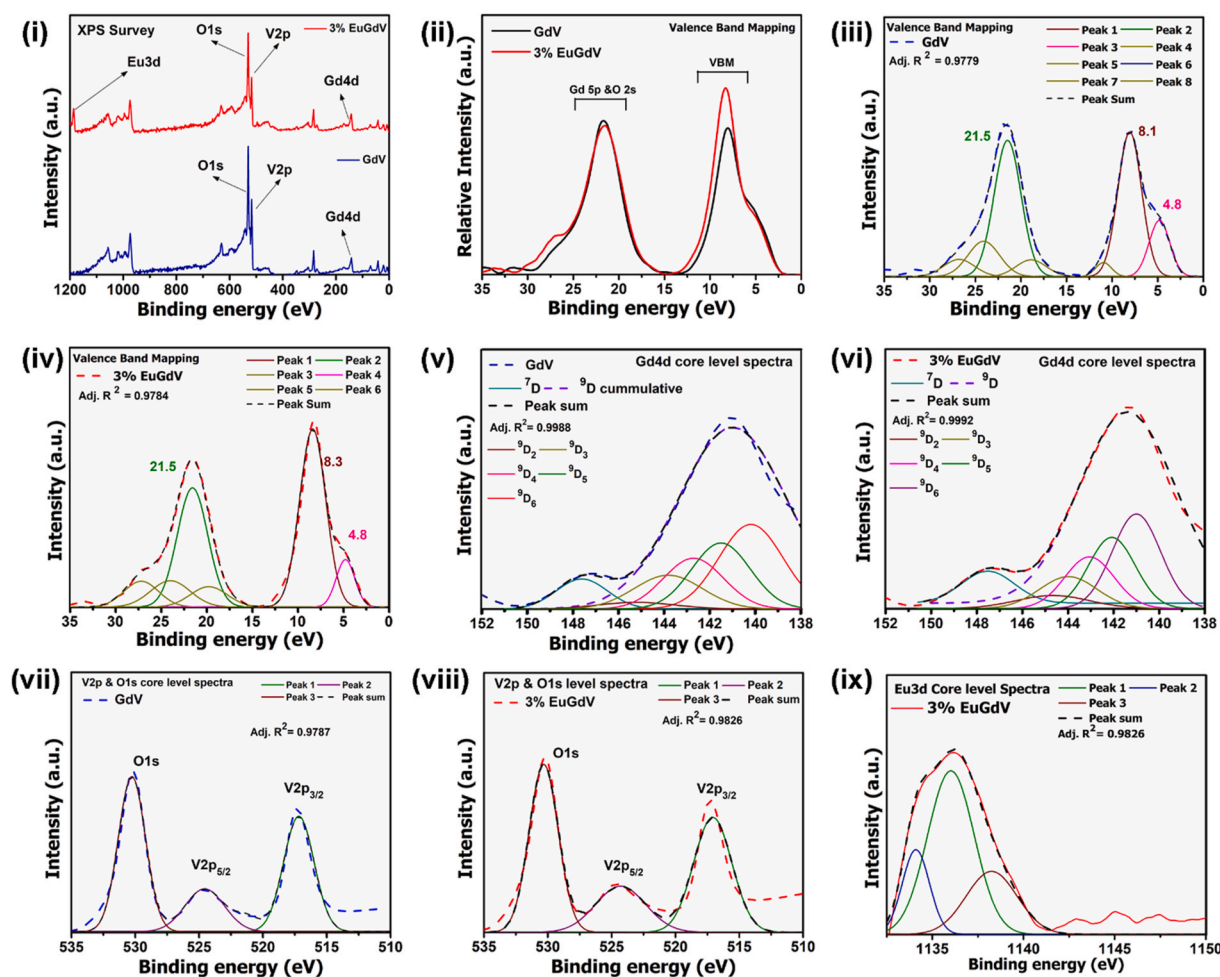 (i)
XPS Survey
O1s
V2p
3% EuGdV
Eu3d
Gd4d
O1s
V2p
GdV
Gd4d
Intensity (a.u.)
1200 1000 800 600 400 200 0
Binding energy (eV)
(ii)
GdV
3% EuGdV
Valence Band Mapping
Gd 5p &O 2s
VBM
Relative Intensity (a.u.)
35 30 25 20 15 10 5 0
Binding energy (eV)
(iii)
Valence Band Mapping
GdV
Adj. R² 0.9779
Peak 1 Peak 2
Peak 3 Peak 4
Peak 5 Peak 6
Peak 7 Peak 8
Peak Sum
21.5
8.1
4.8
Intensity (a.u.)
35 30 25 20 15 10 5 0
Binding energy (eV)
(iv)
Valence Band Mapping
3% EuGdV
Adj. R² 0.9784
Peak 1 Peak 2
Peak 3 Peak 4
Peak 5 Peak 6
Peak Sum
21.5
8.3
4.8
Intensity (a.u.)
35 30 25 20 15 10 5 0
Binding energy (eV)
(v)
GdV
Gd4d core level spectra
⁷D ⁹D cummulative
Peak sum
Adj. R²= 0.9988
⁹D₂ ⁹D₃
⁹D₄ ⁹D₅
⁹D₆
Intensity (a.u.)
152 150 148 146 144 142 140 138
Binding energy (eV)
(vi)
3% EuGdV
Gd4d core level spectra
⁷D ⁹D
Peak sum
Adj. R²= 0.9992
⁹D₂ ⁹D₃
⁹D₄ ⁹D₅
⁹D₆
Intensity (a.u.)
152 150 148 146 144 142 140 138
Binding energy (eV)
(vii)
V2p & O1s core level spectra
GdV
Peak 1 Peak 2
Peak 3 Peak sum
Adj. R²= 0.9787
O1s
V2p₅/₂
V2p₃/₂
Intensity (a.u.)
535 530 525 520 515 510
Binding energy (eV)
(viii)
V2p & O1s level spectra
3% EuGdV
Peak 1 Peak 2
Peak 3 Peak sum
Adj. R²= 0.9826
O1s
V2p₅/₂
V2p₃/₂
Intensity (a.u.)
535 530 525 520 515 510
Binding energy (eV)
(ix)
Eu3d Core level Spectra
3% EuGdV
Peak 1 Peak 2
Peak 3
Peak sum
Adj. R²= 0.9826
Intensity (a.u.)
1135 1140 1145 1150
Binding energy (eV)